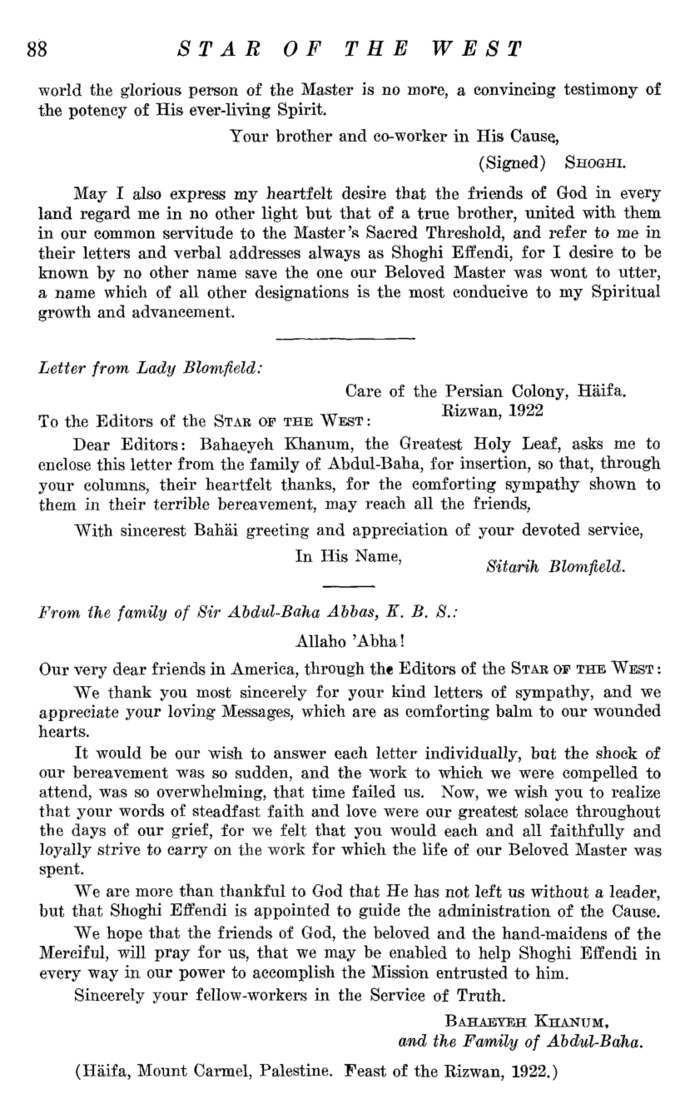 88 STAR OF THE WEST
world the glorious person of the Master is no more, a convincing testimony of
the potency of His ever-living Spirit.
Your brother and co-worker in His Cause,
(Signed) SHOGHI.
May I also express my heartfelt desire that the friends of God in every
land regard me in no other light but that of a true brother, united with them
in our common servitude to the Master's Sacred Threshold, and refer to me in
their letters and verbal addresses always as Shoghi Effendi, for I desire to be
known by no other name save the one our Beloved Master was wont to utter,
a name which of all other designations is the most conducive to my Spiritual
growth and advancement.
Letter from Lady Blomfield:
Care of the Persian Colony, Häifa.
Rizwan, 1922
To the Editors of the STAR OF THE WEST:
Dear Editors: Bahaeyeh Khanum, the Greatest Holy Leaf, asks me to
enclose this letter from the family of Abdul-Baha, for insertion, so that, through
your columns, their heartfelt thanks, for the comforting sympathy shown to
them in their terrible bereavement, may reach all the friends,
With sincerest Bahäi greeting and appreciation of your devoted service,
In His Name,
Sitarih Blomfield.
From the family of Sir Abdul-Baha Abbas, K. B. S.:
Allaho 'Abha!
Our very dear friends in America, through the Editors of the STAR OF THE WEST:
We thank you most sincerely for your kind letters of sympathy, and we
appreciate your loving Messages, which are as comforting balm to our wounded
hearts.
It would be our wish to answer each letter individually, but the shock of
our bereavement was so sudden, and the work to which we were compelled to
attend, was so overwhelming, that time failed us. Now, we wish you to realize
that your words of steadfast faith and love were our greatest solace throughout
the days of our grief, for we felt that you would each and all faithfully and
loyally strive to carry on the work for which the life of our Beloved Master was
spent.
We are more than thankful to God that He has not left us without a leader,
but that Shoghi Effendi is appointed to guide the administration of the Cause.
We hope that the friends of God, the beloved and the hand-maidens of the
Merciful, will pray for us, that we may be enabled to help Shoghi Effendi in
every way in our power to accomplish the Mission entrusted to him.
Sincerely your fellow-workers in the Service of Truth.
BAHAEYEH KHANUM,
and the Family of Abdul-Baha.
(Häifa, Mount Carmel, Palestine. Feast of the Rizwan, 1922.)